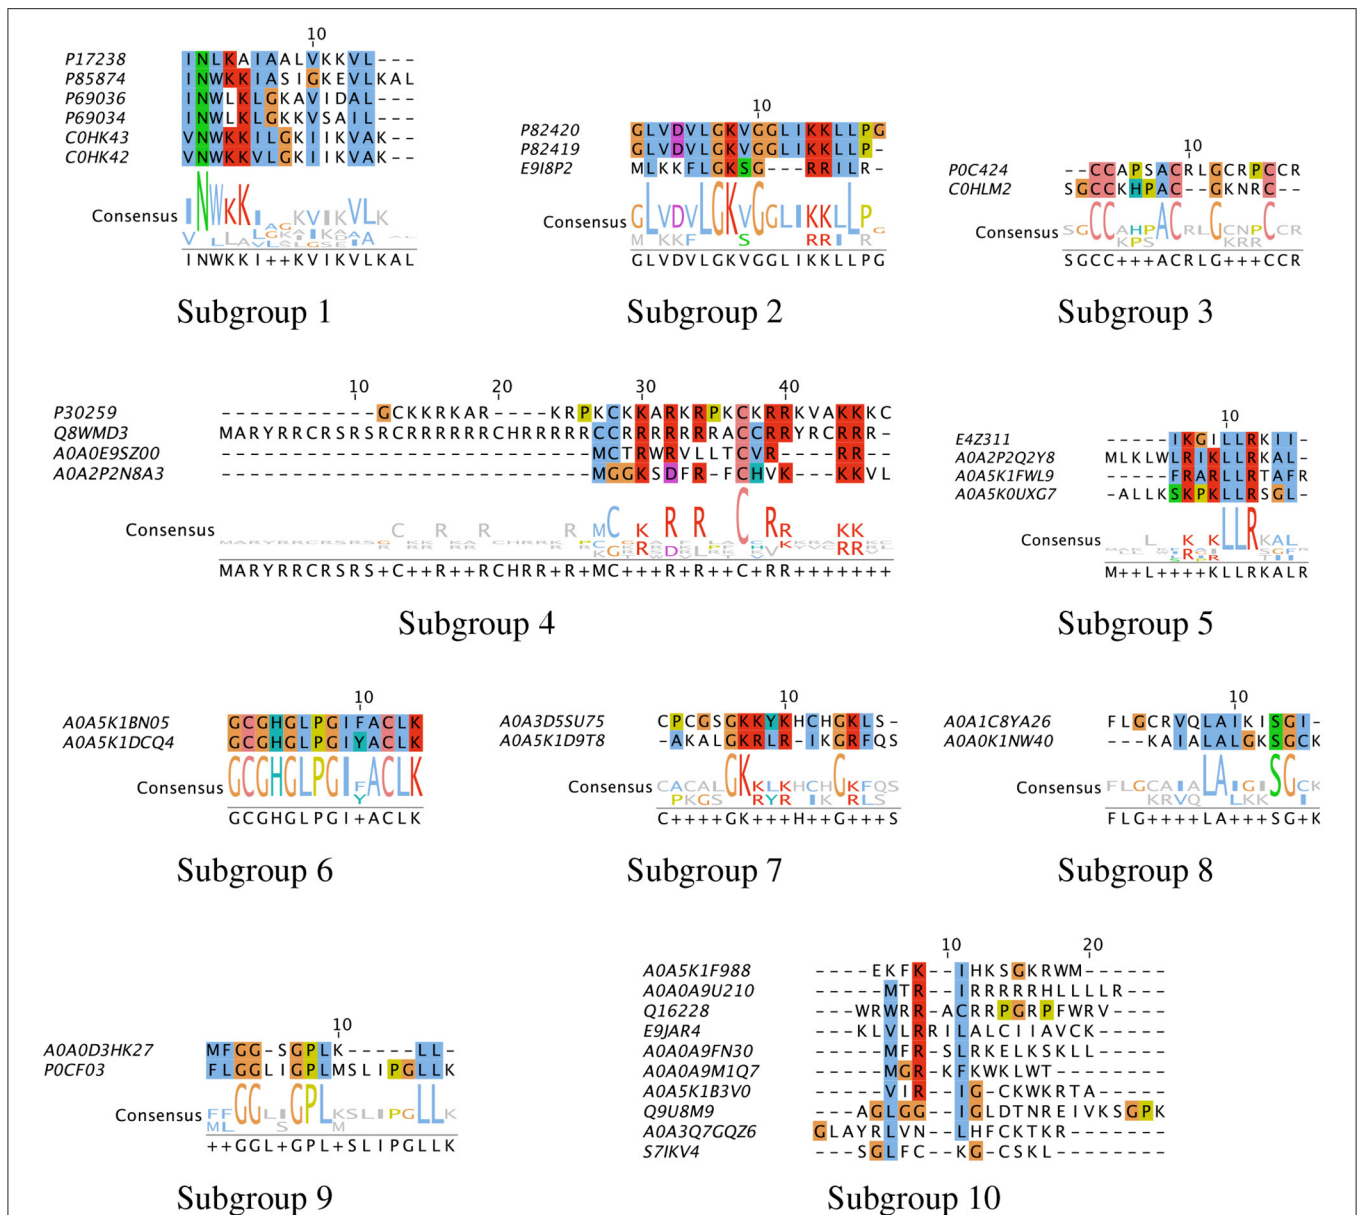 10
P17238 INLKAIAALVKKVL---
P85874 INWKKIASIGKEVLKAL
P69036 INWLKLGKAVIDAL---
P69034 INWLKLGKKVSAIL---
C0HK43 VNWKKILGKIIKVAK--
C0HK42 VNWKKVLGKIIKVAK--
Consensus
INWKKI++KVIKVLKAL
Subgroup 1
10
P82420 GLVDVLGKVGGLIKKLLPG
P82419 GLVDVLGKVGGLIKKLLP-
E9I8P2 MLKKFLGKSG---RRILR-
Consensus
GLVDVLGKVGGLIKKLLPG
Subgroup 2
10
P0C424 --CCAPSACRLGCRPCCR
C0HLM2 SGCCKHPAC--GKNRC--
Consensus
SGCC+++ACRLG+++CCR
Subgroup 3
10 20 30 40
P30259 -----------GCKKRKAR----KRPKCKKARKRPKCKRRKVAKKKC
Q8WMD3 MARYRRCRSRSRCRRRRRRCHRRRRRCCRRRRRRRACCRRYRCRRR-
A0A0E9SZ00 --------------------------MCTRWRVLLTCVR----RR--
A0A2P2N8A3 --------------------------MGGKSDFR-FCHVK---KKVL
Consensus
MARYRRCRSRS+C++R++RCHRR+R+MC+++R+R++C+RR+++++++
Subgroup 4
10
E4Z311 -----IKGILLRKII-
A0A2P2Q2Y8 MLKLWLRIKLLRKAL-
A0A5K1FWL9 -----FRARLLRTAFR
A0A5K0UXG7 -ALLKSKPKLLRSGL-
Consensus
M++L++++KLLRKALR
Subgroup 5
10
A0A5K1BN05 GCGHGLPGIFACLK
A0A5K1DCQ4 GCGHGLPGIYACLK
Consensus
GCGHGLPGI+ACLK
Subgroup 6
10
A0A3D5SU75 CPCGSGKKYKHCHGKLS-
A0A5K1D9T8 -AKALGKRLR-IKGRFQS
Consensus
C++++GK+++H++G+++S
Subgroup 7
10
A0A1C8YA26 FLGCRVQLAIKISGI-
A0A0K1NW40 ---KAIALALGKSGCK
Consensus
FLG++++LA+++SG+K
Subgroup 8
10
A0A0D3HK27 MFGG-SGPLK-----LL-
P0CF03 FLGGLIGPLMSLIPGLLK
Consensus
++GGL+GPL+SLIPGLLK
Subgroup 9
10 20
A0A5K1F988 ----EKFK--IHKSGKRWM------
A0A0A9U210 -----MTR--IRRRRRHLLLLR---
Q16228 ---WRWRR-ACRRPGRPFWRV----
E9JAR4 ---KLVLRRILALCIIAVCK-----
A0A0A9FN30 -----MFR-SLRKELKSKLL-----
A0A0A9M1Q7 -----MGR-KFKWKLWT--------
A0A5K1B3V0 -----VIR--IG-CKWKRTA-----
Q9U8M9 ---AGLGG--IGLDTNREIVKSGPK
A0A3Q7GQZ6 GLAYRLVN--LHFCKTKR-------
S7IKV4 ---SGLFC--KG-CSKL--------
Subgroup 10